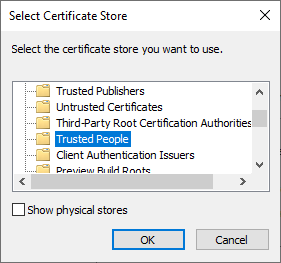 Select Certificate Store
Select the certificate store you want to use.
Trusted Publishers
Untrusted Certificates
Third-Party Root Certification Authorities
Trusted People
Client Authentication Issuers
Preview Build Roots
Show physical stores
OK
Cancel